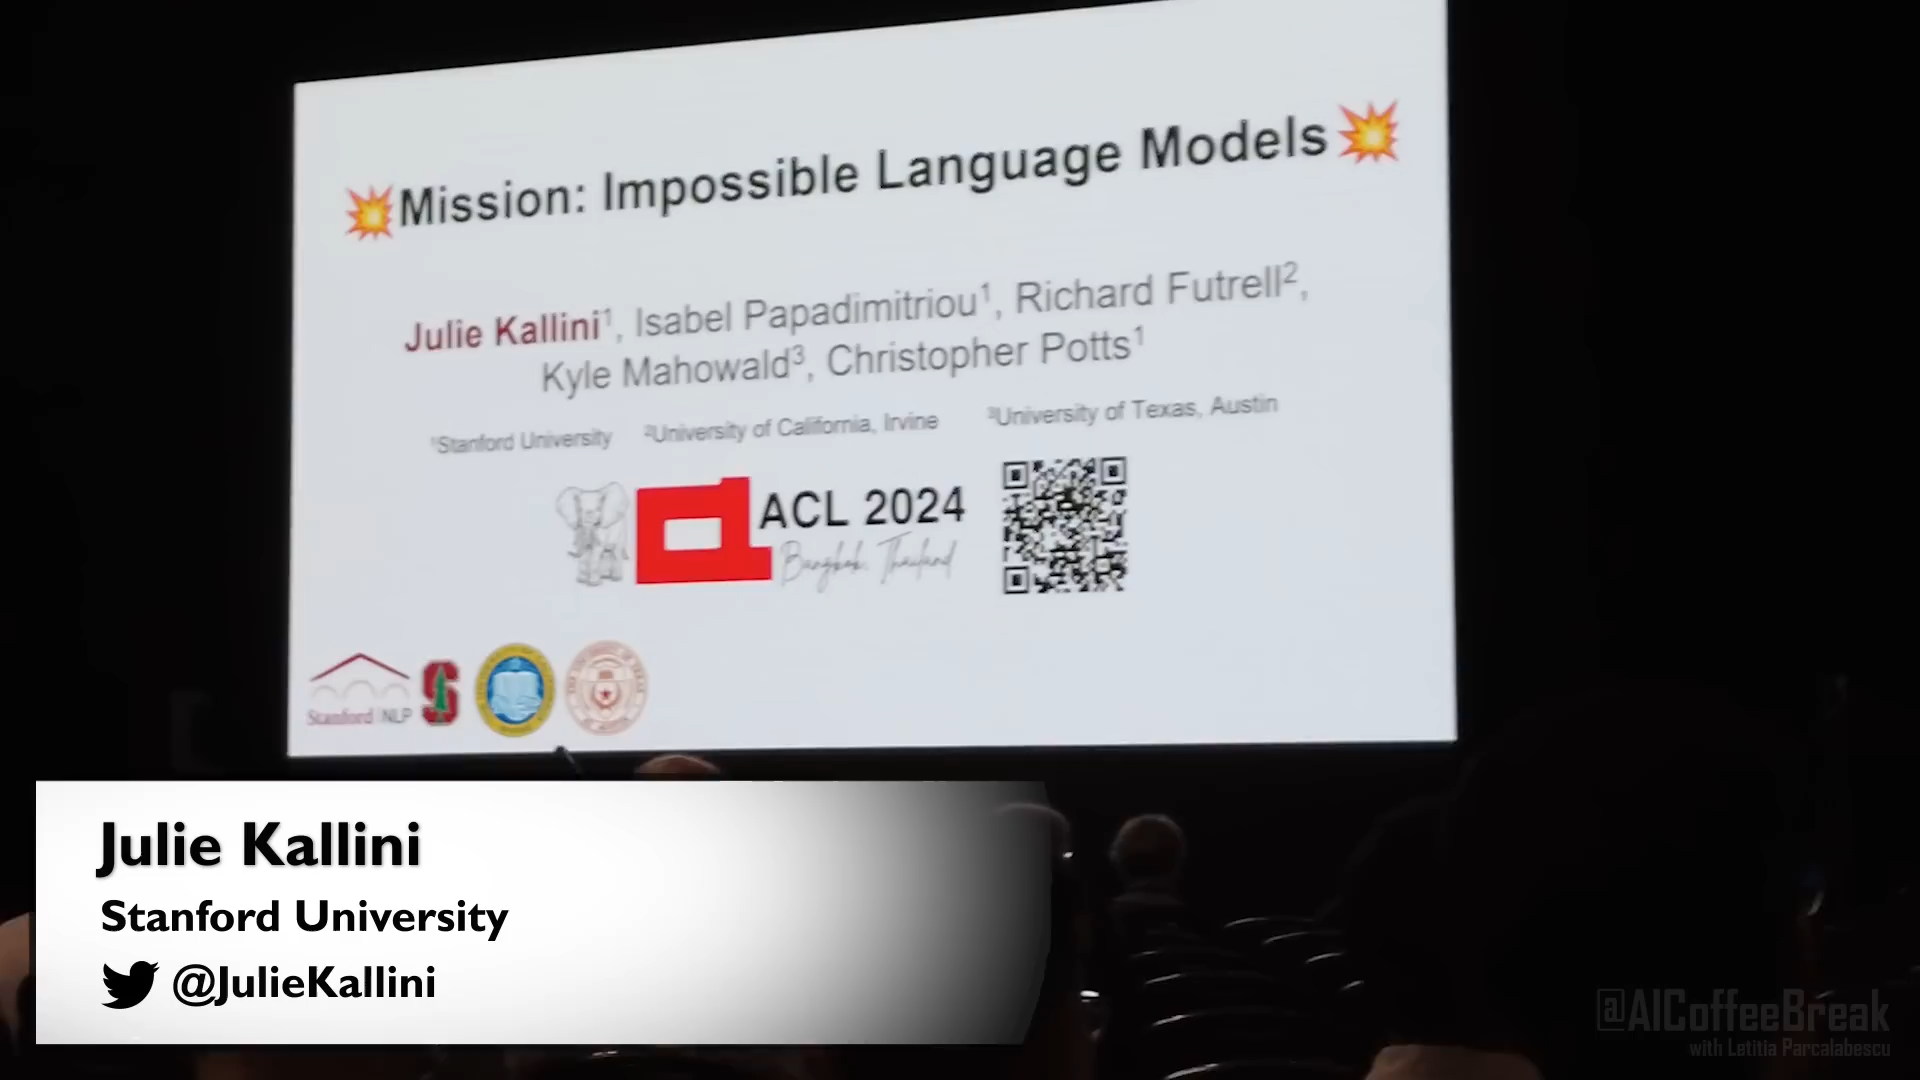 💥Mission: Impossible Language Models💥
Julie Kallini¹, Isabel Papadimitriou¹, Richard Futrell²,
Kyle Mahowald³, Christopher Potts¹
¹Stanford University ²University of California, Irvine ³University of Texas, Austin
ACL 2024
Bangkok, Thailand
Stanford NLP
Julie Kallini
Stanford University
@JulieKallini
@AICoffeeBreak
with Letitia Parcalabescu